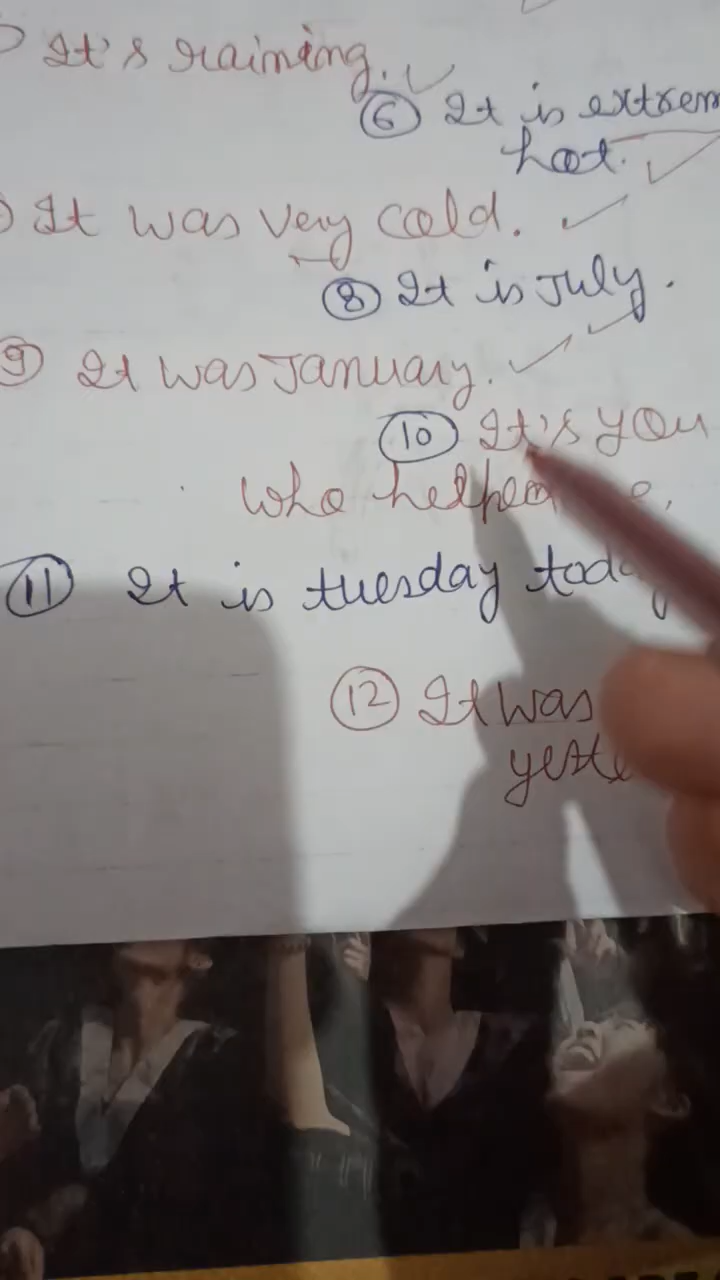 It's raining.
6 It is
hot.
It was very cold.
8 It is July.
9 It was January.
10 It's you
who
11 It is tuesday
12 It was